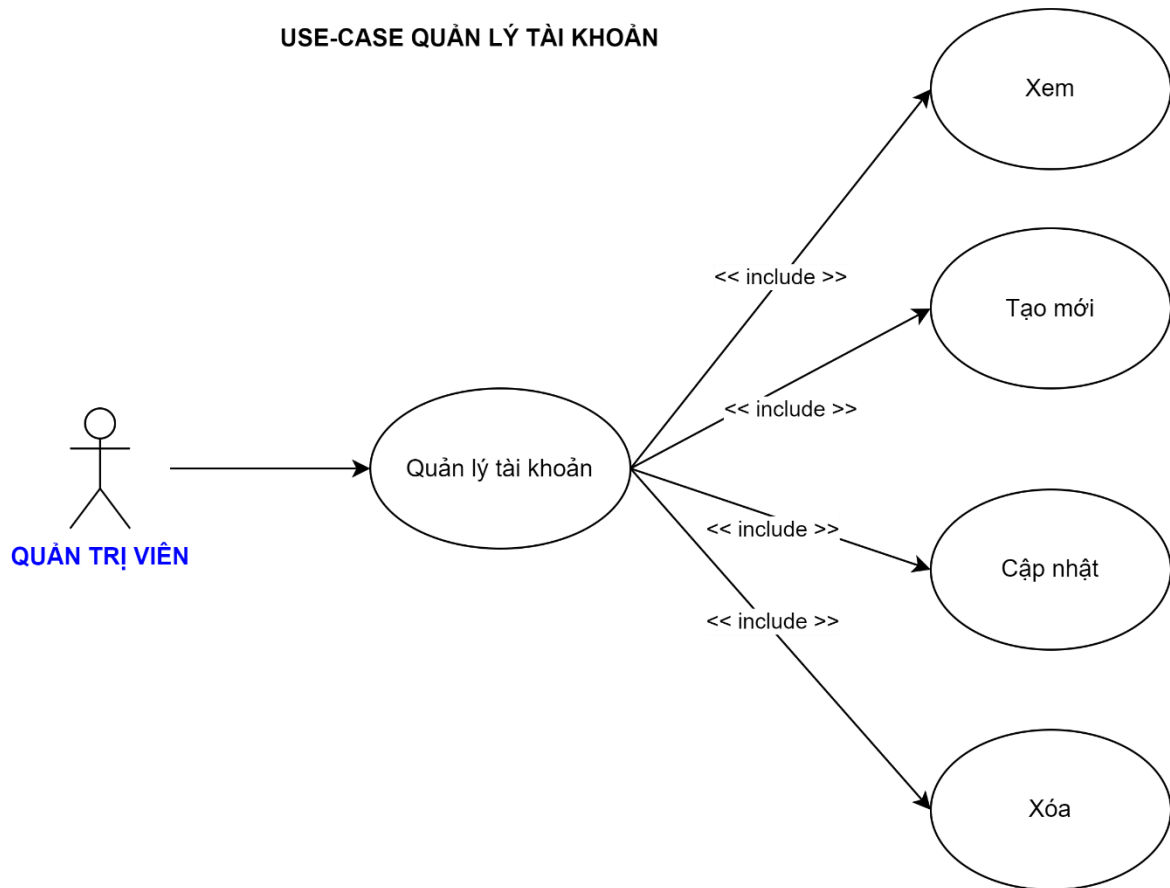 USE-CASE QUẢN LÝ TÀI KHOẢN
Xem
<< include >>
Tạo mới
<< include >>
Quản lý tài khoản
QUẢN TRỊ VIÊN
<< include >>
Cập nhật
<< include >>
Xóa